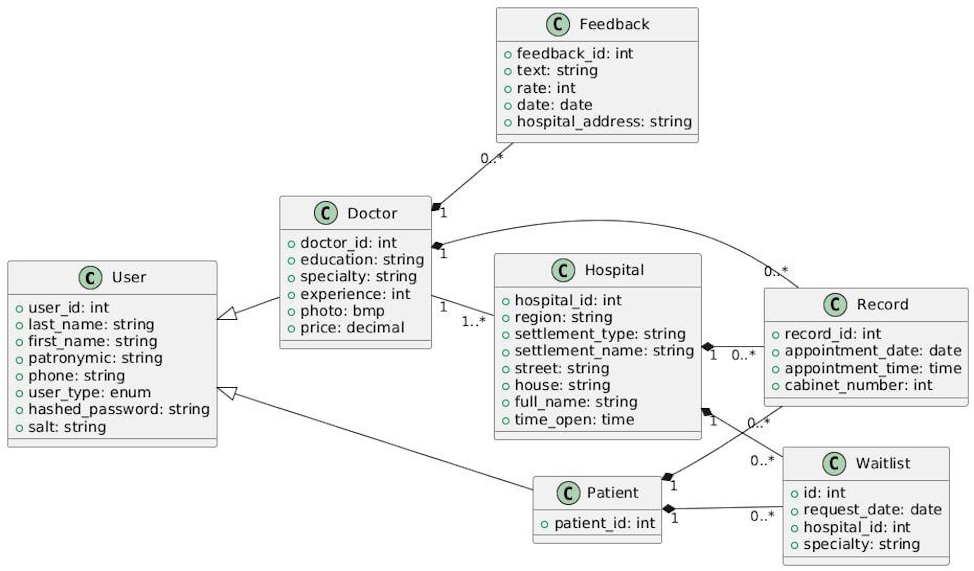 C Feedback
feedback_id: int
text: string
rate: int
date: date
hospital_address: string
0..*
1
C Doctor
doctor_id: int
education: string
specialty: string
experience: int
photo: bmp
price: decimal
1
0..*
1
1..*
C User
user_id: int
last_name: string
first_name: string
patronymic: string
phone: string
user_type: enum
hashed_password: string
salt: string
C Hospital
hospital_id: int
region: string
settlement_type: string
settlement_name: string
street: string
house: string
full_name: string
time_open: time
1
0..*
1
0..*
C Record
record_id: int
appointment_date: date
appointment_time: time
cabinet_number: int
0..*
C Patient
patient_id: int
1
1
0..*
C Waitlist
id: int
request_date: date
hospital_id: int
specialty: string